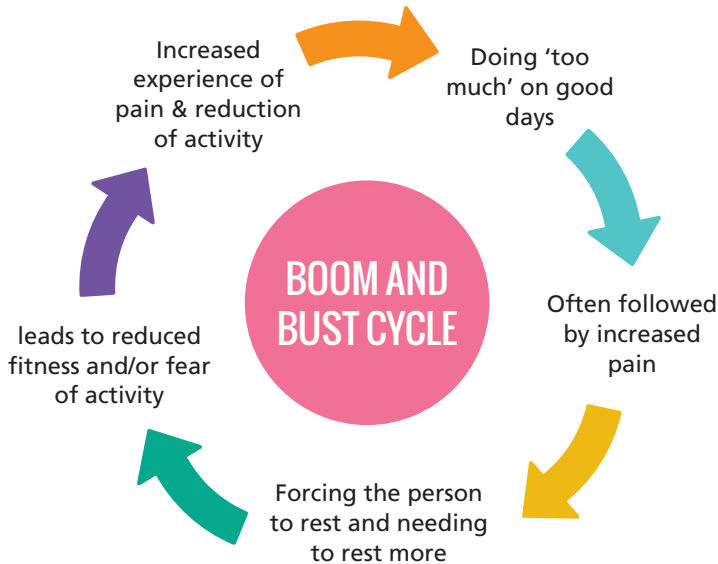 Increased
experience of
pain & reduction
of activity
Doing ‘too
much’ on good
days
Often followed
by increased
pain
Forcing the person
to rest and needing
to rest more
leads to reduced
fitness and/or fear
of activity
BOOM AND
BUST CYCLE